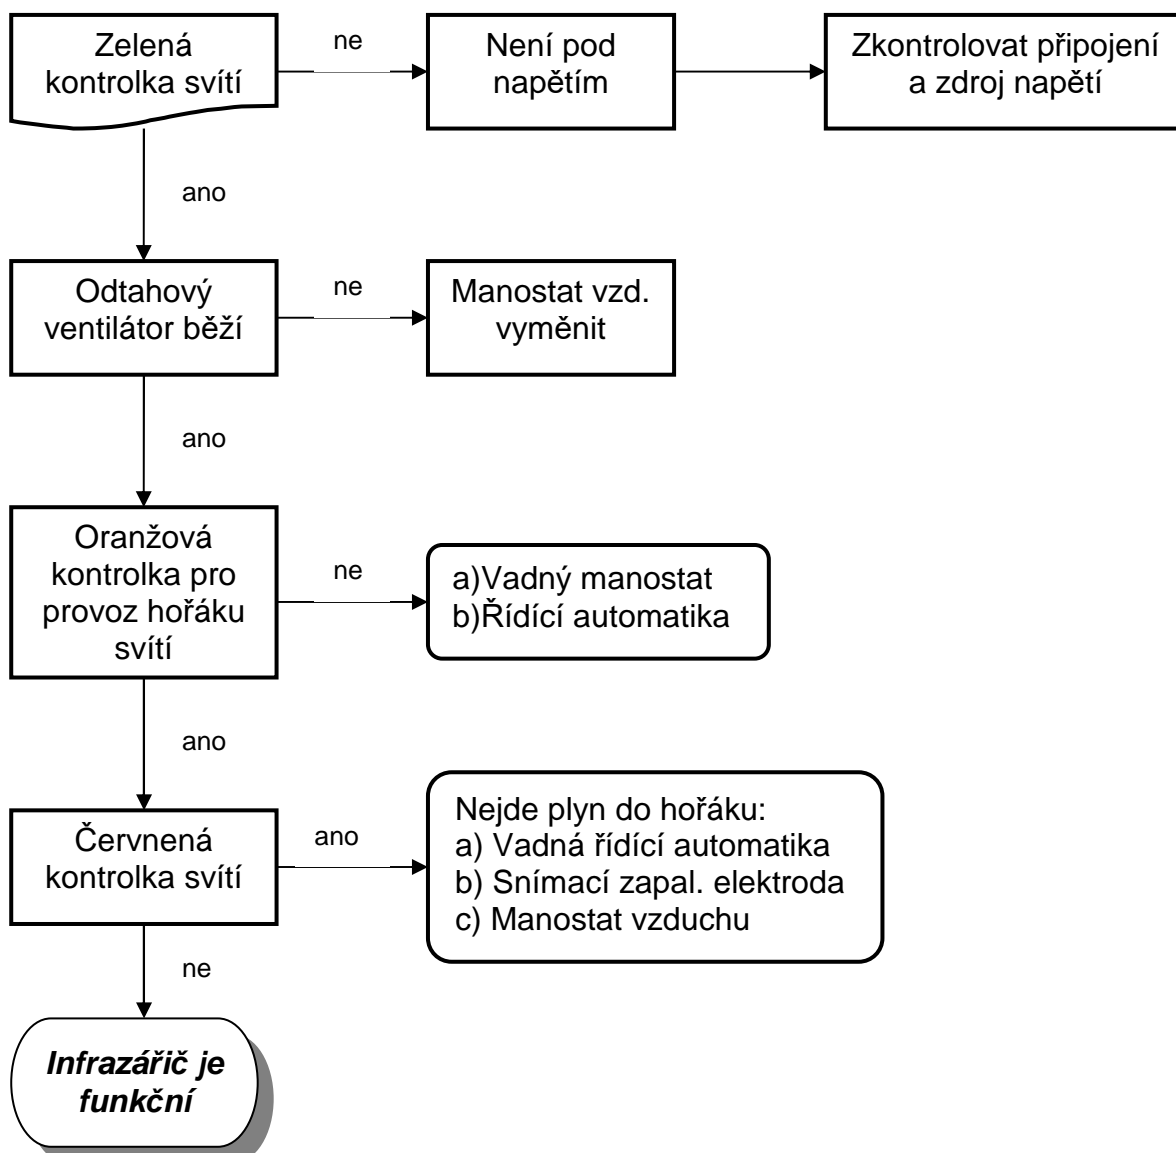 Zelená
kontrolka svítí
ne
Není pod
napětím
Zkontrolovat připojení
a zdroj napětí
ano
Odtahový
ventilátor běží
ne
Manostat vzd.
vyměnit
ano
Oranžová
kontrolka pro
provoz hořáku
svítí
ne
a)Vadný manostat
b)Řídící automatika
ano
Červnená
kontrolka svítí
ano
Nejde plyn do hořáku:
a) Vadná řídící automatika
b) Snímací zapal. elektroda
c) Manostat vzduchu
ne
Infrazářič je
funkční